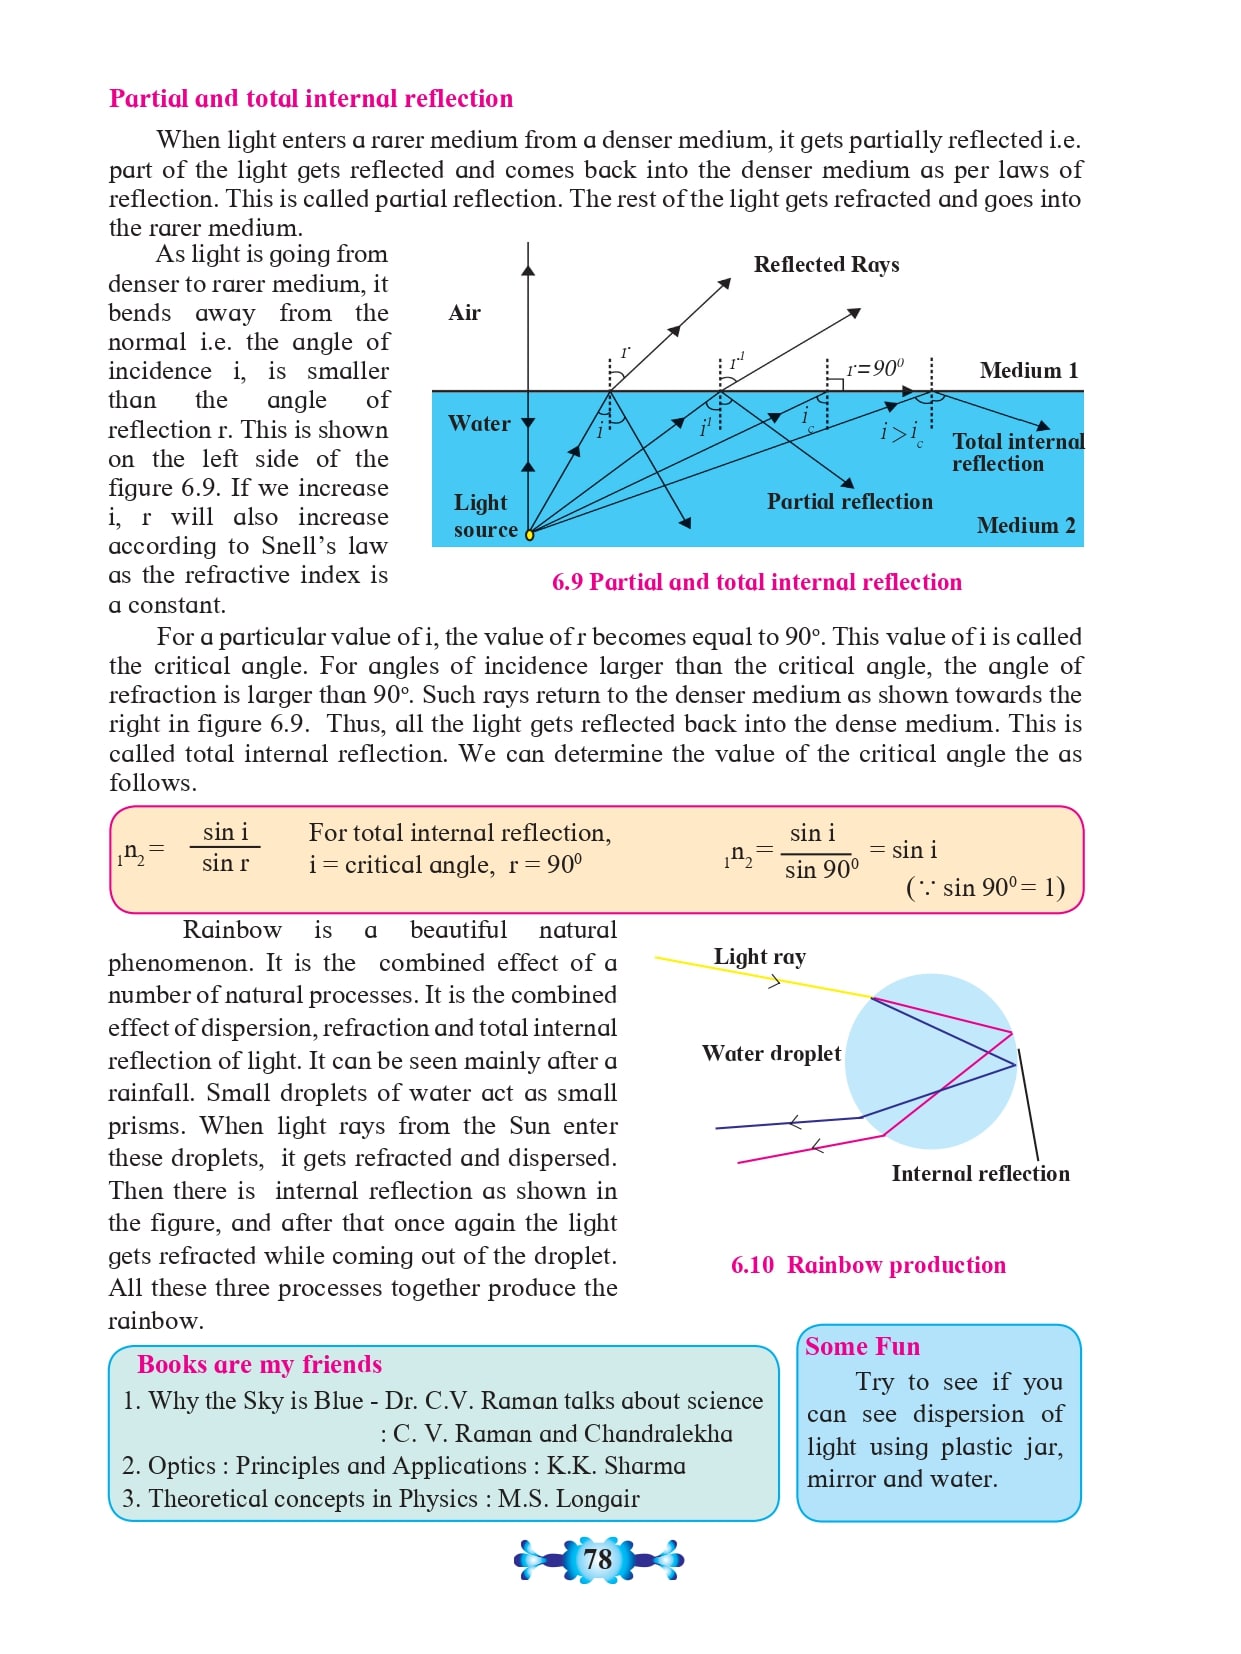 Partial and total internal reflection
When light enters a rarer medium from a denser medium, it gets partially reflected i.e.
part of the light gets reflected and comes back into the denser medium as per laws of
reflection. This is called partial reflection. The rest of the light gets refracted and goes into
the rarer medium.
As light is going from
denser to rarer medium, it
bends away from the
normal i.e. the angle of
incidence i, is smaller
than the angle of
reflection r. This is shown
on the left side of the
figure 6.9. If we increase
i, r will also increase
according to Snell's law
as the refractive index is
a constant.
Reflected Rays
Air
r
r¹
r=90⁰
Medium 1
Water
i
i¹
i_c
i > i_c
Total internal
reflection
Light
source
Partial reflection
Medium 2
6.9 Partial and total internal reflection
For a particular value of i, the value of r becomes equal to 90º. This value of i is called
the critical angle. For angles of incidence larger than the critical angle, the angle of
refraction is larger than 90º. Such rays return to the denser medium as shown towards the
right in figure 6.9. Thus, all the light gets reflected back into the dense medium. This is
called total internal reflection. We can determine the value of the critical angle the as
follows.
₁n₂ = sin i / sin r
For total internal reflection,
i = critical angle, r = 90⁰
₁n₂ = sin i / sin 90⁰ = sin i
(∵ sin 90⁰ = 1)
Rainbow is a beautiful natural
phenomenon. It is the combined effect of a
number of natural processes. It is the combined
effect of dispersion, refraction and total internal
reflection of light. It can be seen mainly after a
rainfall. Small droplets of water act as small
prisms. When light rays from the Sun enter
these droplets, it gets refracted and dispersed.
Then there is internal reflection as shown in
the figure, and after that once again the light
gets refracted while coming out of the droplet.
All these three processes together produce the
rainbow.
Light ray
Water droplet
Internal reflection
6.10 Rainbow production
Books are my friends
1. Why the Sky is Blue - Dr. C.V. Raman talks about science
: C. V. Raman and Chandralekha
2. Optics : Principles and Applications : K.K. Sharma
3. Theoretical concepts in Physics : M.S. Longair
Some Fun
Try to see if you
can see dispersion of
light using plastic jar,
mirror and water.
78